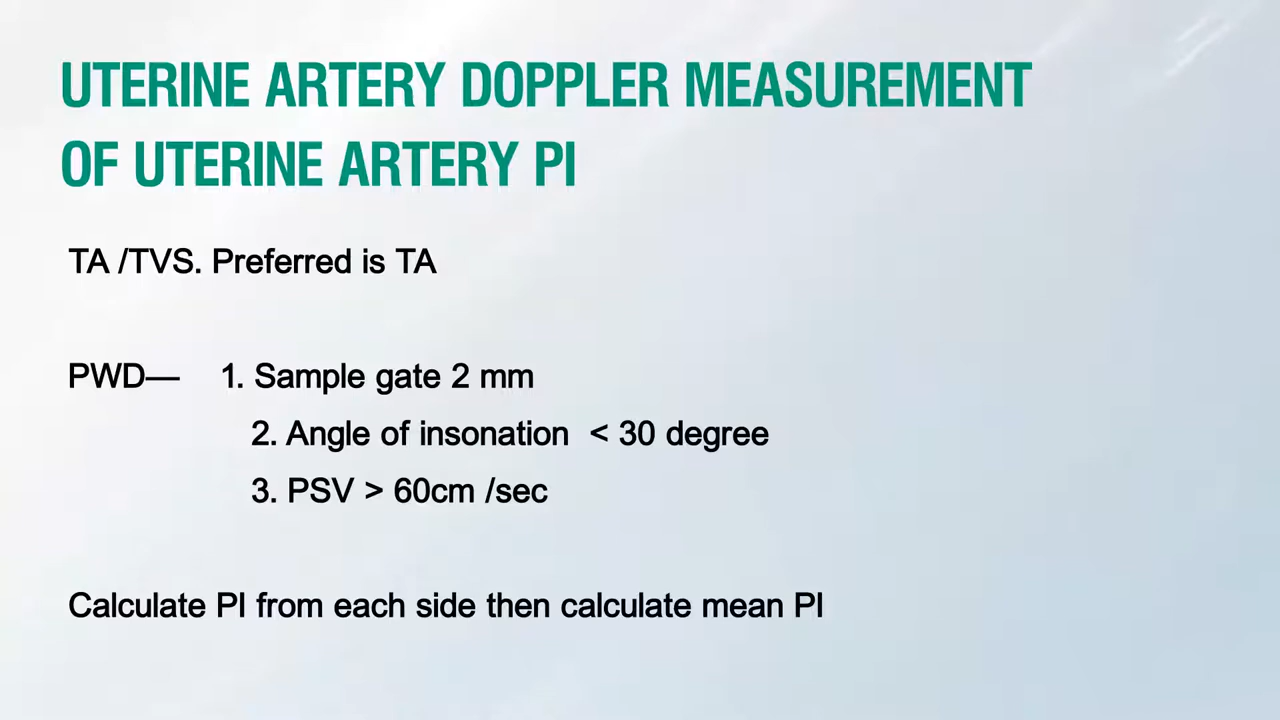 UTERINE ARTERY DOPPLER MEASUREMENT
OF UTERINE ARTERY PI
TA /TVS. Preferred is TA
PWD— 1. Sample gate 2 mm
2. Angle of insonation < 30 degree
3. PSV > 60cm /sec
Calculate PI from each side then calculate mean PI